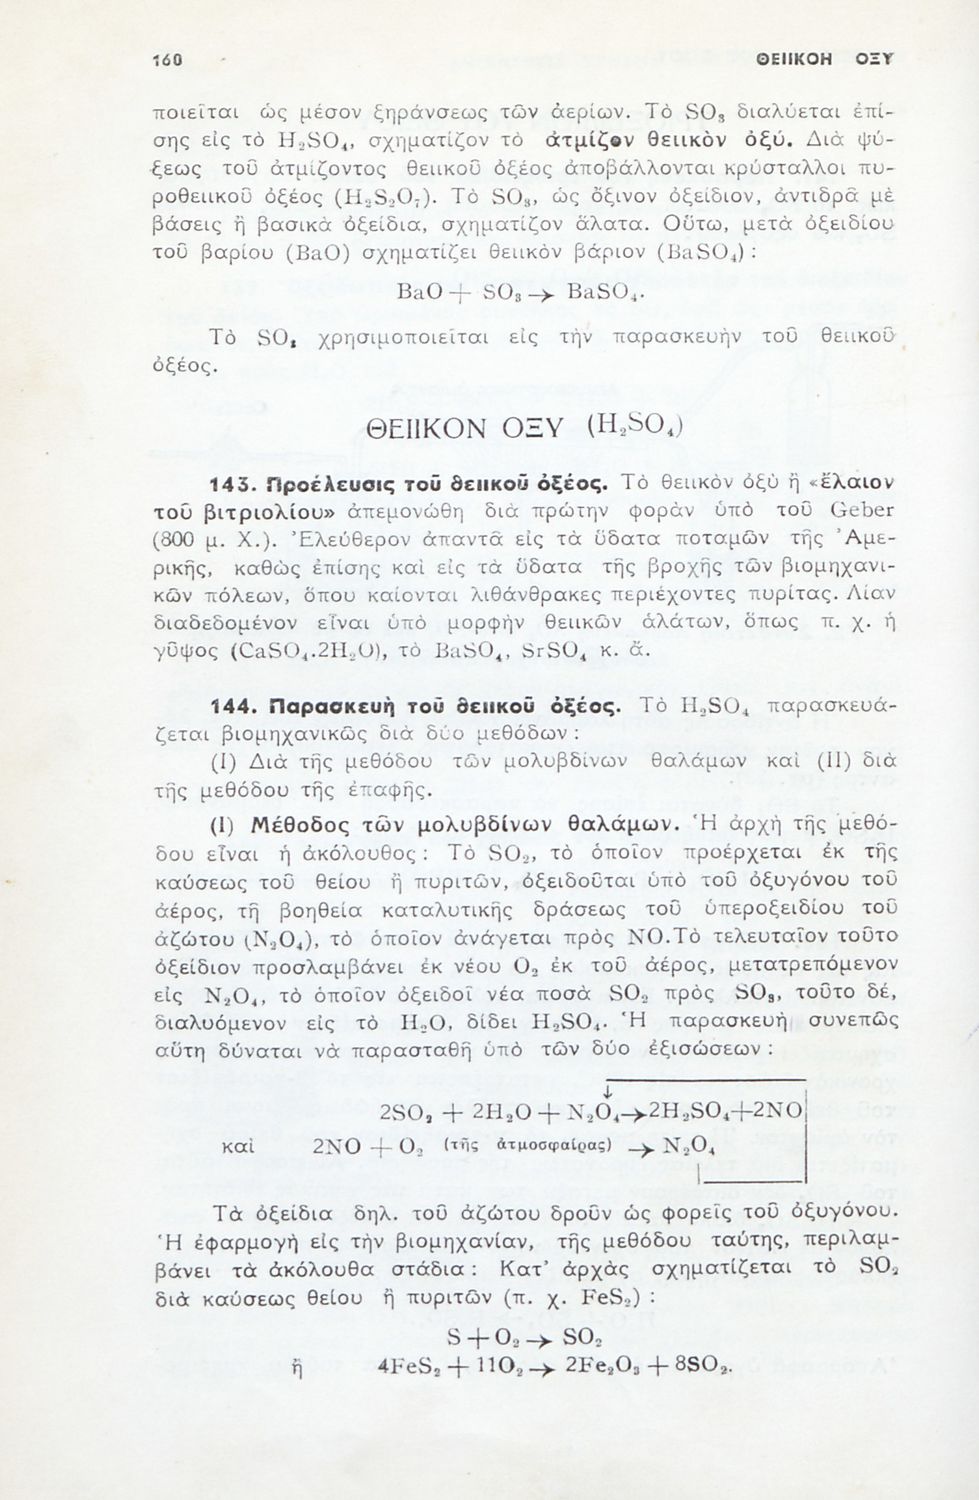 160 ΘΕΙΙΚΟΗ ΟΞΥ
ποιεῖται ὡς μέσον ξηράνσεως τῶν ἀερίων. Τὸ SO₃ διαλύεται ἐπί-
σης εἰς τὸ H₂SO₄, σχηματίζον τὸ ἀτμίζον θειικὸν ὀξύ. Διὰ ψύ-
ξεως τοῦ ἀτμίζοντος θειικοῦ ὀξέος ἀποβάλλονται κρύσταλλοι πυ-
ροθειικοῦ ὀξέος (H₂S₂O₇). Τὸ SO₃, ὡς ὄξινον ὀξείδιον, ἀντιδρᾶ μὲ
βάσεις ἢ βασικὰ ὀξείδια, σχηματίζον ἅλατα. Οὕτω, μετὰ ὀξειδίου
τοῦ βαρίου (BaO) σχηματίζει θειικὸν βάριον (BaSO₄) :
BaO + SO₃ → BaSO₄.
Τὸ SO₃ χρησιμοποιεῖται εἰς τὴν παρασκευὴν τοῦ θειικοῦ
ὀξέος.
ΘΕΙΙΚΟΝ ΟΞΥ (H₂SO₄)
143. Προέλευσις τοῦ θειικοῦ ὀξέος. Τὸ θειικὸν ὀξὺ ἢ «ἔλαιον
τοῦ βιτριολίου» ἀπεμονώθη διὰ πρώτην φορὰν ὑπὸ τοῦ Geber
(800 μ. Χ.). Ἐλεύθερον ἀπαντᾶ εἰς τὰ ὕδατα ποταμῶν τῆς Ἀμε-
ρικῆς, καθὼς ἐπίσης καὶ εἰς τὰ ὕδατα τῆς βροχῆς τῶν βιομηχανι-
κῶν πόλεων, ὅπου καίονται λιθάνθρακες περιέχοντες πυρίτας. Λίαν
διαδεδομένον εἶναι ὑπὸ μορφὴν θειικῶν ἁλάτων, ὅπως π. χ. ἡ
γῦψος (CaSO₄.2H₂O), τὸ BaSO₄, SrSO₄ κ. ἄ.
144. Παρασκευὴ τοῦ θειικοῦ ὀξέος. Τὸ H₂SO₄ παρασκευά-
ζεται βιομηχανικῶς διὰ δύο μεθόδων :
(I) Διὰ τῆς μεθόδου τῶν μολυβδίνων θαλάμων καὶ (II) διὰ
τῆς μεθόδου τῆς ἐπαφῆς.
(I) Μέθοδος τῶν μολυβδίνων θαλάμων. Ἡ ἀρχὴ τῆς μεθό-
δου εἶναι ἡ ἀκόλουθος : Τὸ SO₂, τὸ ὁποῖον προέρχεται ἐκ τῆς
καύσεως τοῦ θείου ἢ πυριτῶν, ὀξειδοῦται ὑπὸ τοῦ ὀξυγόνου τοῦ
ἀέρος, τῇ βοηθείᾳ καταλυτικῆς δράσεως τοῦ ὑπεροξειδίου τοῦ
ἀζώτου (N₂O₄), τὸ ὁποῖον ἀνάγεται πρὸς NO.Τὸ τελευταῖον τοῦτο
ὀξείδιον προσλαμβάνει ἐκ νέου O₂ ἐκ τοῦ ἀέρος, μετατρεπόμενον
εἰς N₂O₄, τὸ ὁποῖον ὀξειδοῖ νέα ποσὰ SO₂ πρὸς SO₃, τοῦτο δέ,
διαλυόμενον εἰς τὸ H₂O, δίδει H₂SO₄. Ἡ παρασκευὴ συνεπῶς
αὕτη δύναται νὰ παρασταθῇ ὑπὸ τῶν δύο ἐξισώσεων :
2SO₂ + 2H₂O + N₂O₄→2H₂SO₄+2NO
καὶ 2NO + O₂ (τῆς ἀτμοσφαίρας) → N₂O₄
Τὰ ὀξείδια δηλ. τοῦ ἀζώτου δροῦν ὡς φορεῖς τοῦ ὀξυγόνου.
Ἡ ἐφαρμογὴ εἰς τὴν βιομηχανίαν, τῆς μεθόδου ταύτης, περιλαμ-
βάνει τὰ ἀκόλουθα στάδια : Κατ’ ἀρχὰς σχηματίζεται τὸ SO₂
διὰ καύσεως θείου ἢ πυριτῶν (π. χ. FeS₂) :
S + O₂ → SO₂
ἢ 4FeS₂ + 11O₂ → 2Fe₂O₃ + 8SO₂.